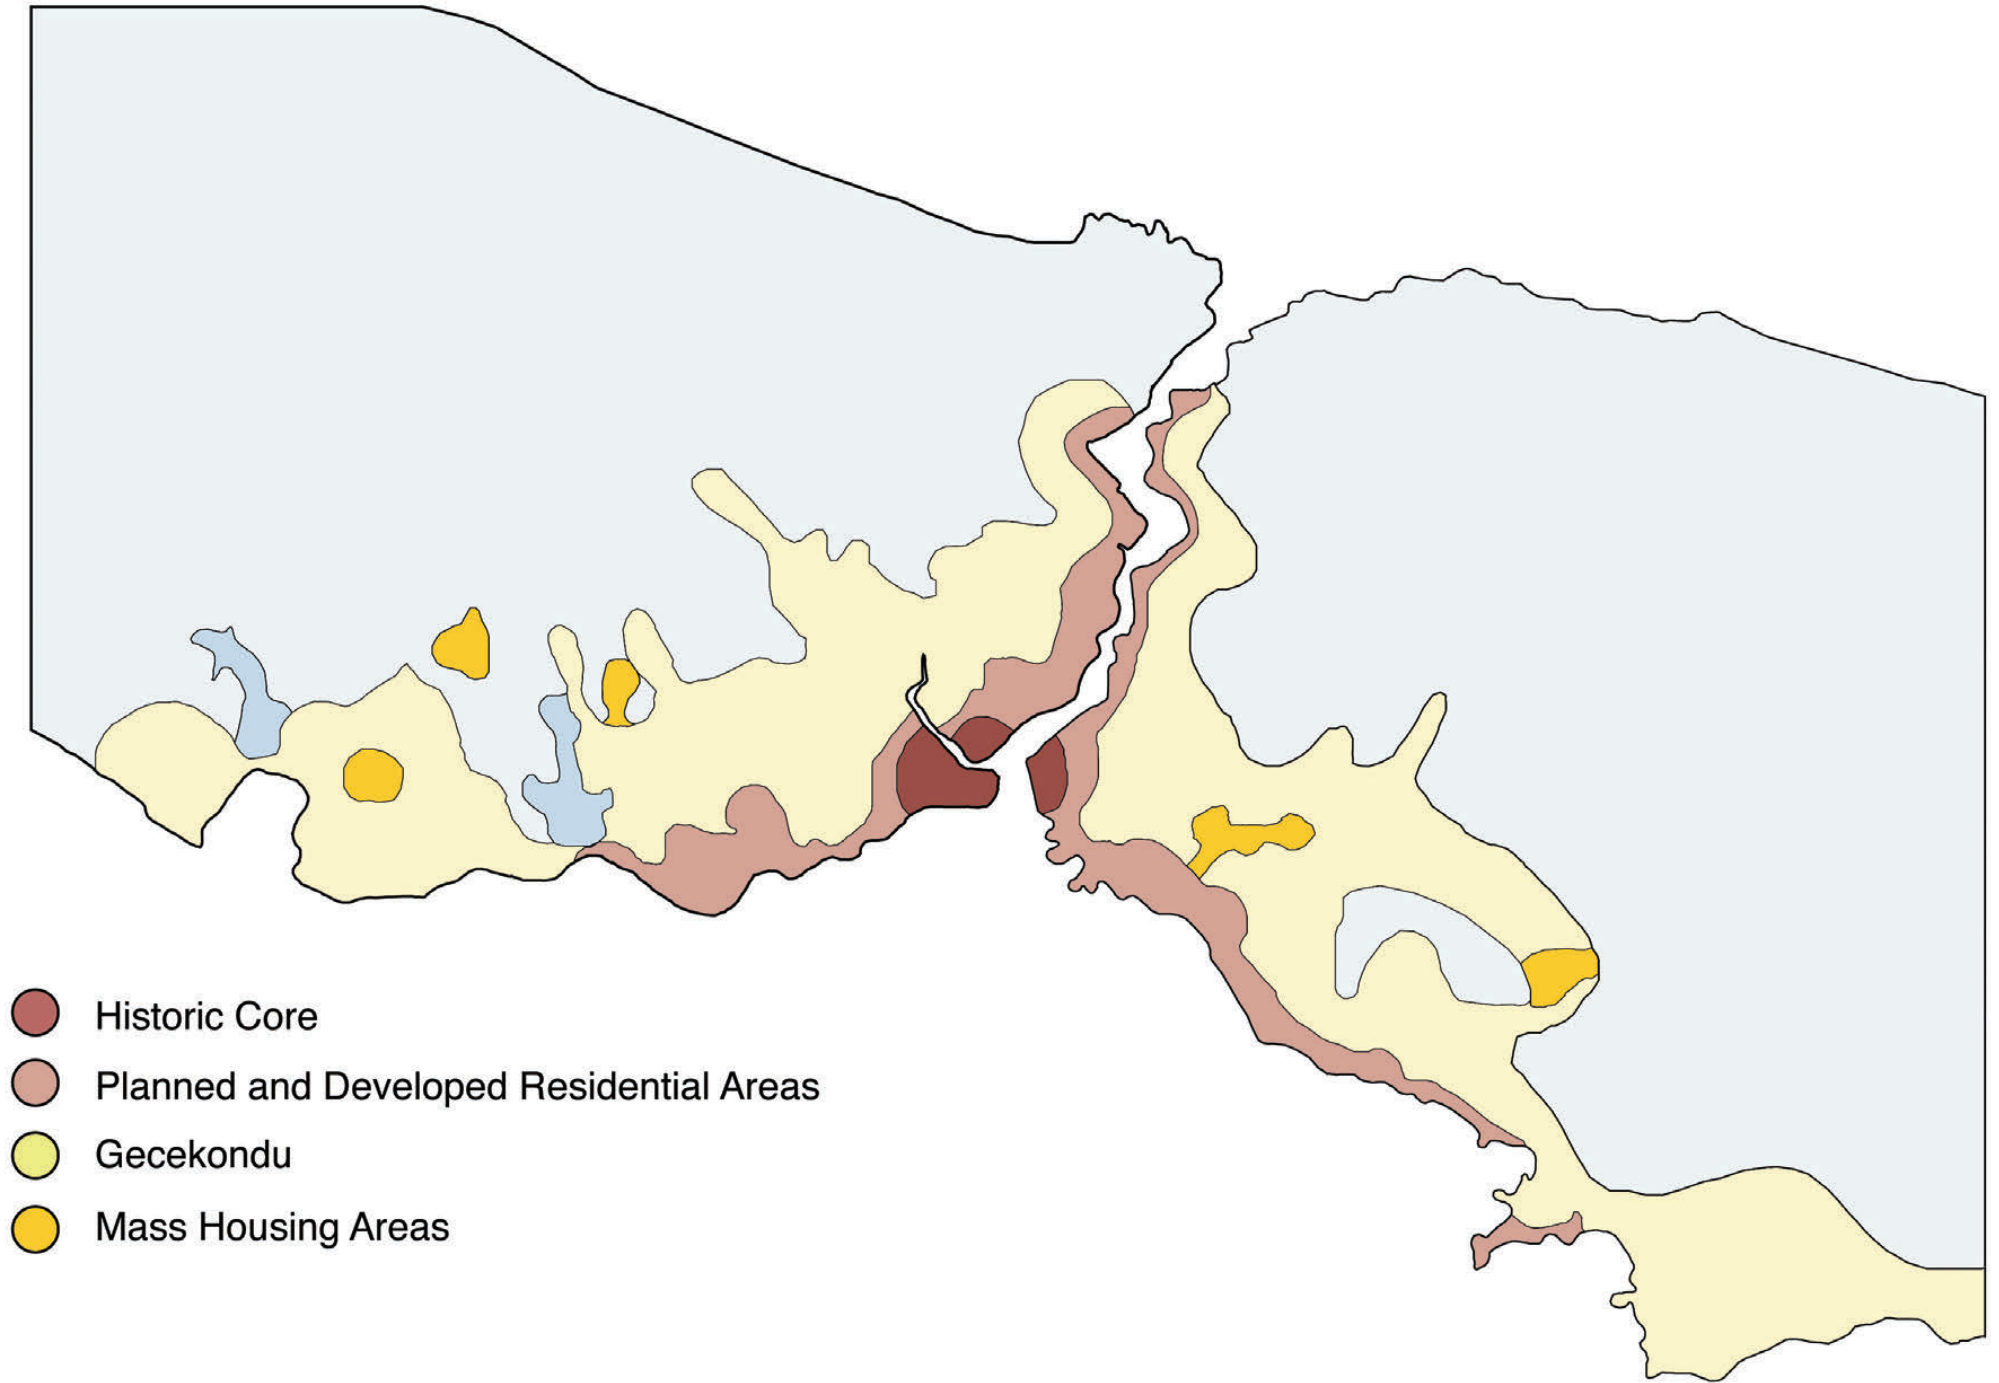 Historic Core
Planned and Developed Residential Areas
Gecekondu
Mass Housing Areas